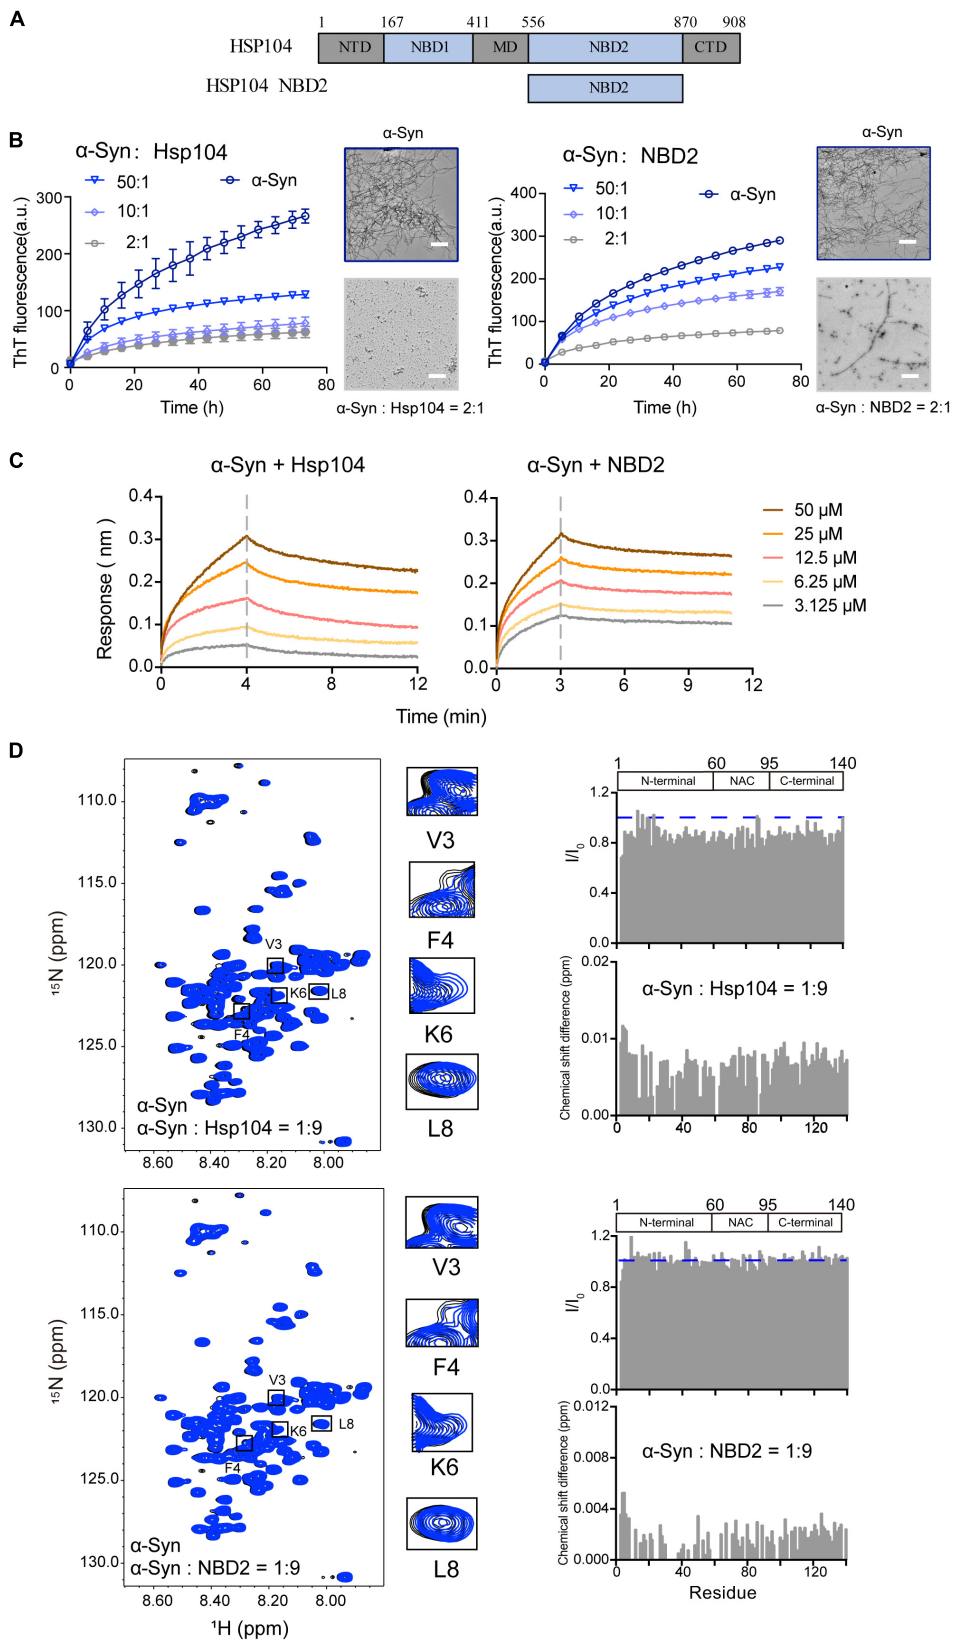 A
1 167 411 556 870 908
HSP104 NTD NBD1 MD NBD2 CTD
HSP104 NBD2 NBD2
B
α-Syn : Hsp104
50:1
10:1
2:1
α-Syn
ThT fluorescence(a.u.)
300
200
100
0
0 20 40 60 80
Time (h)
α-Syn
α-Syn : Hsp104 = 2:1
α-Syn : NBD2
50:1
10:1
2:1
α-Syn
ThT fluorescence(a.u.)
400
300
200
100
0
0 20 40 60 80
Time (h)
α-Syn
α-Syn : NBD2 = 2:1
C
α-Syn + Hsp104
Response ( nm )
0.4
0.3
0.2
0.1
0.0
0 4 8 12
α-Syn + NBD2
0.4
0.3
0.2
0.1
0.0
0 3 6 9 12
Time (min)
50 µM
25 µM
12.5 µM
6.25 µM
3.125 µM
D
¹⁵N (ppm)
110.0
115.0
120.0
125.0
130.0
V3
K6
L8
F4
α-Syn
α-Syn : Hsp104 = 1:9
8.60 8.40 8.20 8.00
V3
F4
K6
L8
1 60 95 140
N-terminal NAC C-terminal
I/I₀
1.2
0.8
0.4
0.0
Chemical shift difference (ppm)
0.02
0.01
0.00
α-Syn : Hsp104 = 1:9
0 40 80 120
¹⁵N (ppm)
110.0
115.0
120.0
125.0
130.0
V3
L8
K6
F4
α-Syn
α-Syn : NBD2 = 1:9
8.60 8.40 8.20 8.00
¹H (ppm)
V3
F4
K6
L8
1 60 95 140
N-terminal NAC C-terminal
I/I₀
1.2
0.8
0.4
0.0
Chemical shift difference (ppm)
0.012
0.008
0.004
0.000
α-Syn : NBD2 = 1:9
0 40 80 120
Residue